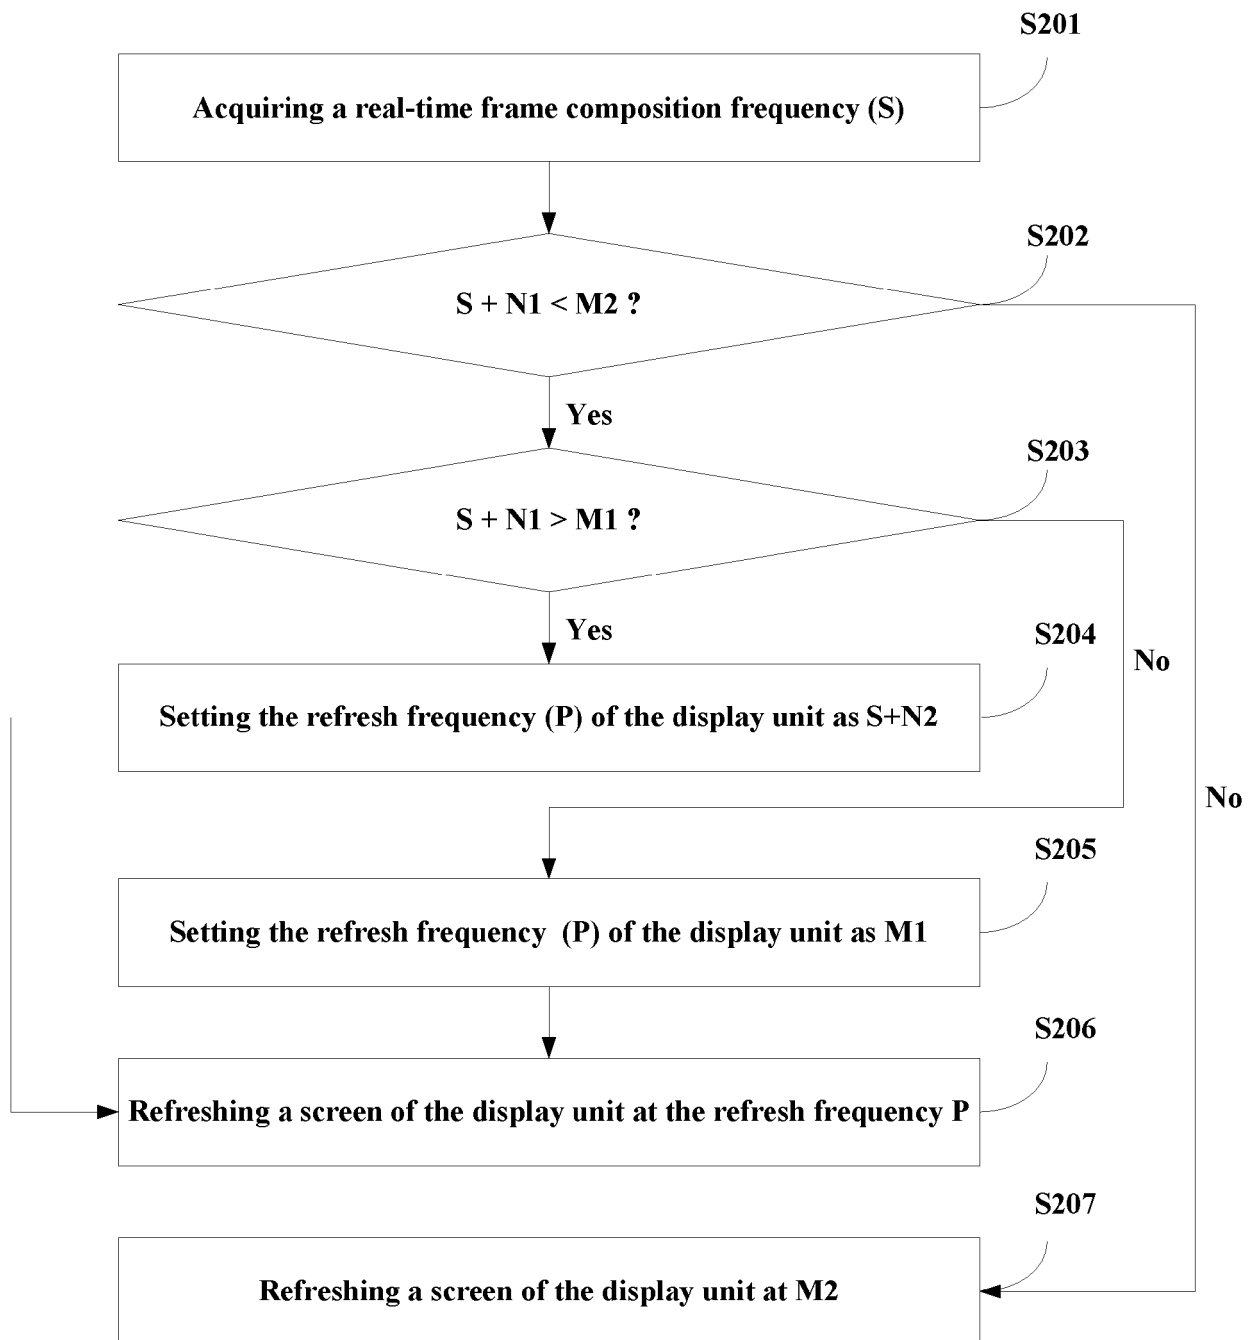 S201
Acquiring a real-time frame composition frequency (S)
S202
S + N1 < M2 ?
Yes
S203
S + N1 > M1 ?
Yes
S204
No
Setting the refresh frequency (P) of the display unit as S+N2
No
S205
Setting the refresh frequency  (P) of the display unit as M1
S206
Refreshing a screen of the display unit at the refresh frequency P
S207
Refreshing a screen of the display unit at M2